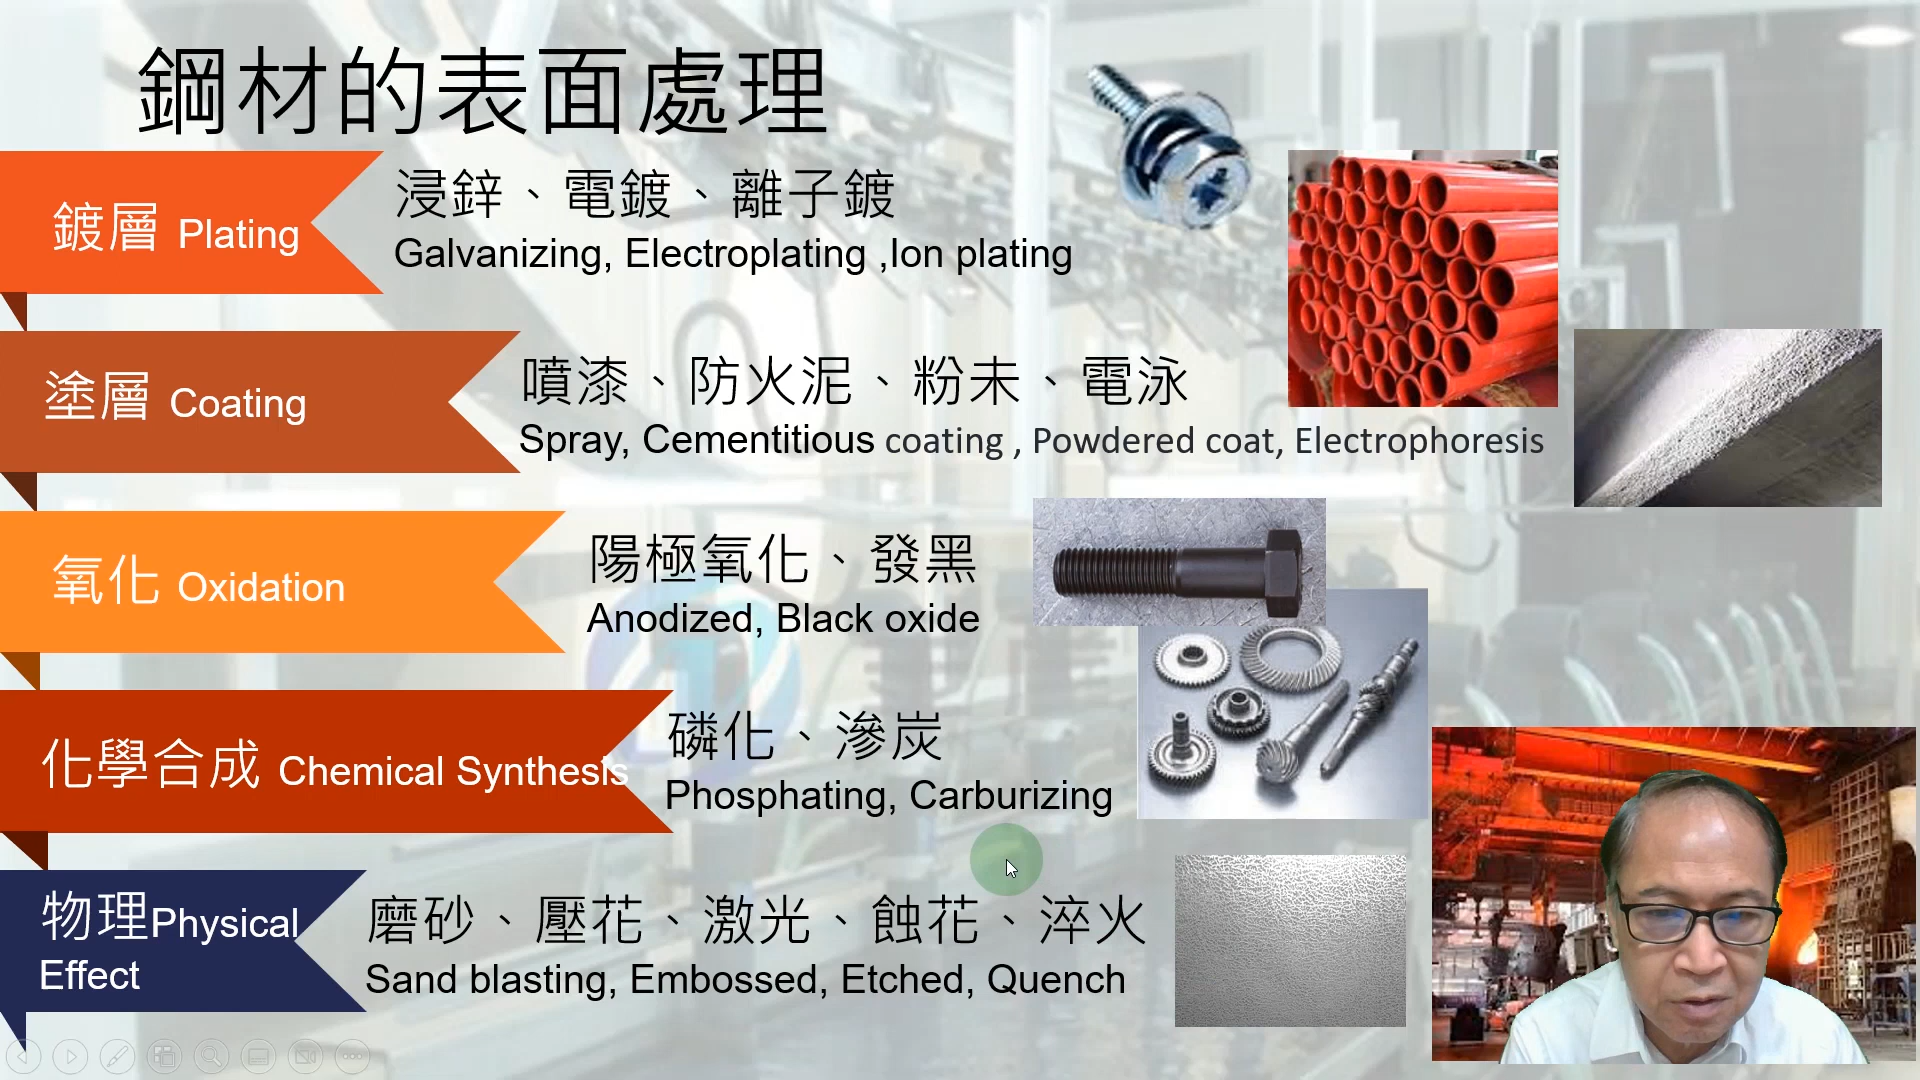 鋼材的表面處理
鍍層 Plating
浸鋅、電鍍、離子鍍
Galvanizing, Electroplating ,Ion plating
塗層 Coating
噴漆、防火泥、粉未、電泳
Spray, Cementitious coating , Powdered coat, Electrophoresis
氧化 Oxidation
陽極氧化、發黑
Anodized, Black oxide
化學合成 Chemical Synthesis
磷化、滲炭
Phosphating, Carburizing
物理Physical
Effect
磨砂、壓花、激光、蝕花、淬火
Sand blasting, Embossed, Etched, Quench